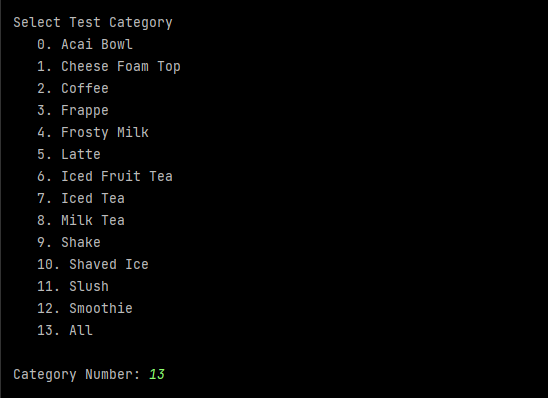 Select Test Category
0. Acai Bowl
1. Cheese Foam Top
2. Coffee
3. Frappe
4. Frosty Milk
5. Latte
6. Iced Fruit Tea
7. Iced Tea
8. Milk Tea
9. Shake
10. Shaved Ice
11. Slush
12. Smoothie
13. All
Category Number: 13